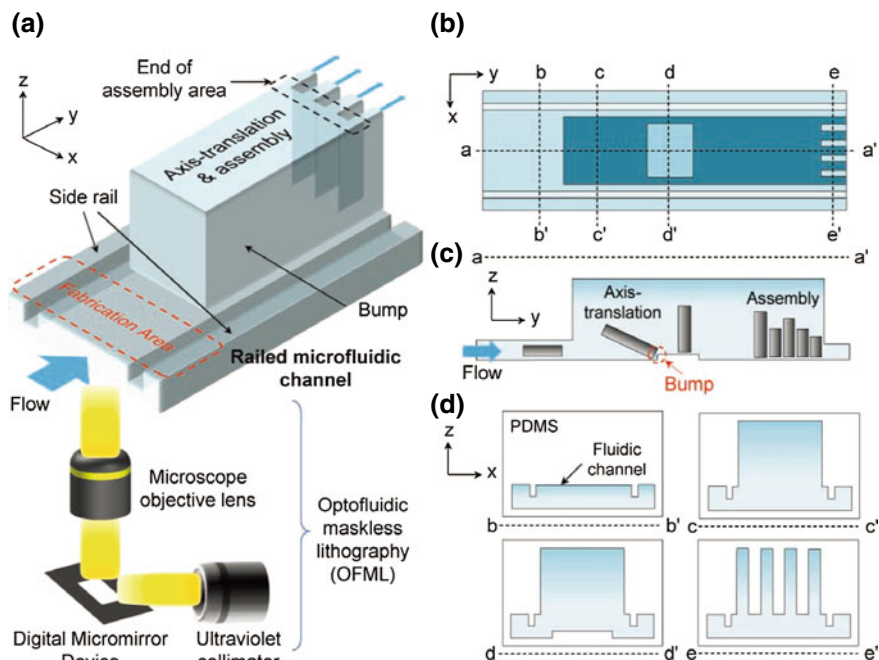 (a)
z
y
x
End of
assembly area
Axis-translation
& assembly
Side rail
Fabrication Area
Bump
Railed microfluidic
channel
Flow
Microscope
objective lens
Optofluidic
maskless
lithography
(OFML)
Digital Micromirror
Ultraviolet
(b)
y
x
b
c
d
e
a
a'
b'
c'
d'
e'
(c)
a
a'
z
y
Axis-
translation
Assembly
Flow
Bump
(d)
z
x
PDMS
Fluidic
channel
b
b'
c
c'
d
d'
e
e'